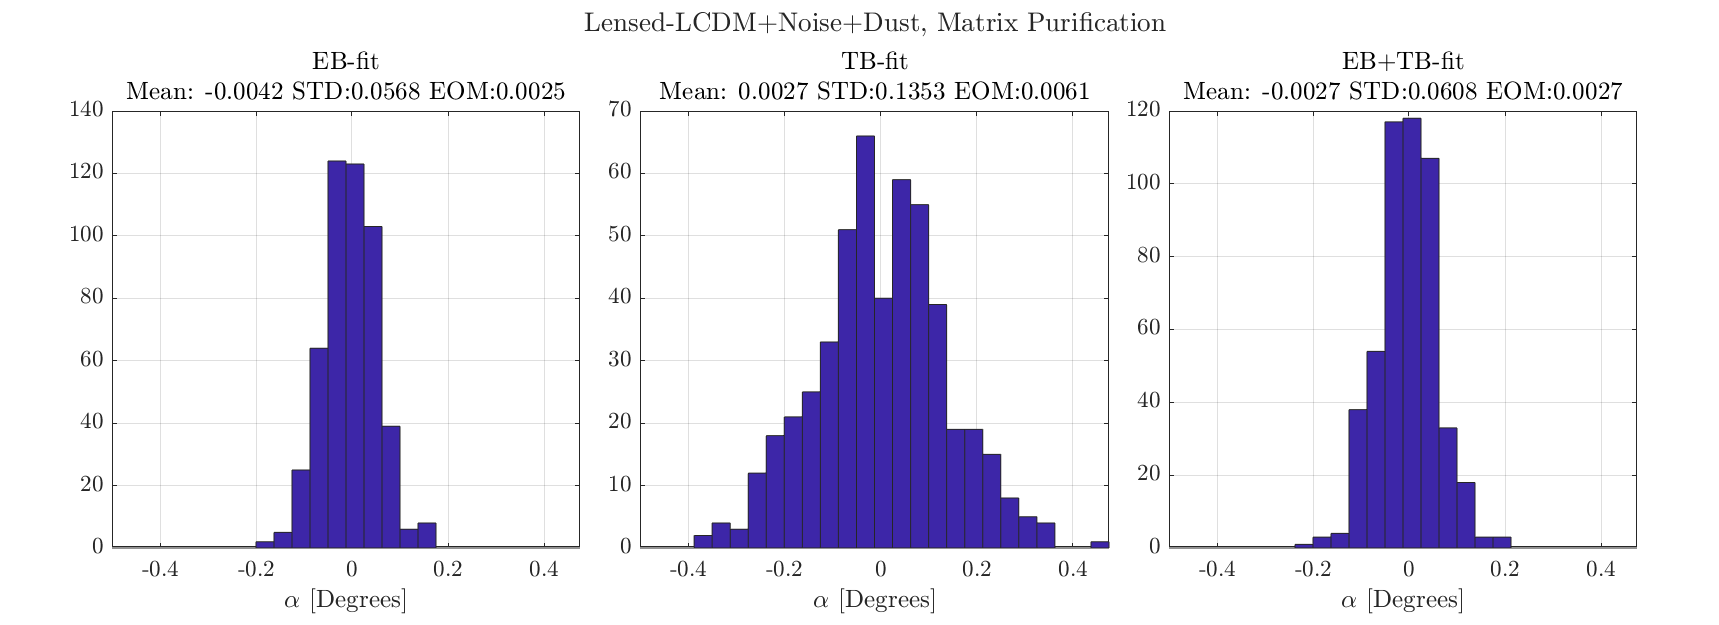 Lensed-LCDM+Noise+Dust, Matrix Purification
EB-fit
Mean: -0.0042 STD:0.0568 EOM:0.0025
140
120
100
80
60
40
20
0
-0.4 -0.2 0 0.2 0.4
α [Degrees]
TB-fit
Mean: 0.0027 STD:0.1353 EOM:0.0061
70
60
50
40
30
20
10
0
-0.4 -0.2 0 0.2 0.4
α [Degrees]
EB+TB-fit
Mean: -0.0027 STD:0.0608 EOM:0.0027
120
100
80
60
40
20
0
-0.4 -0.2 0 0.2 0.4
α [Degrees]